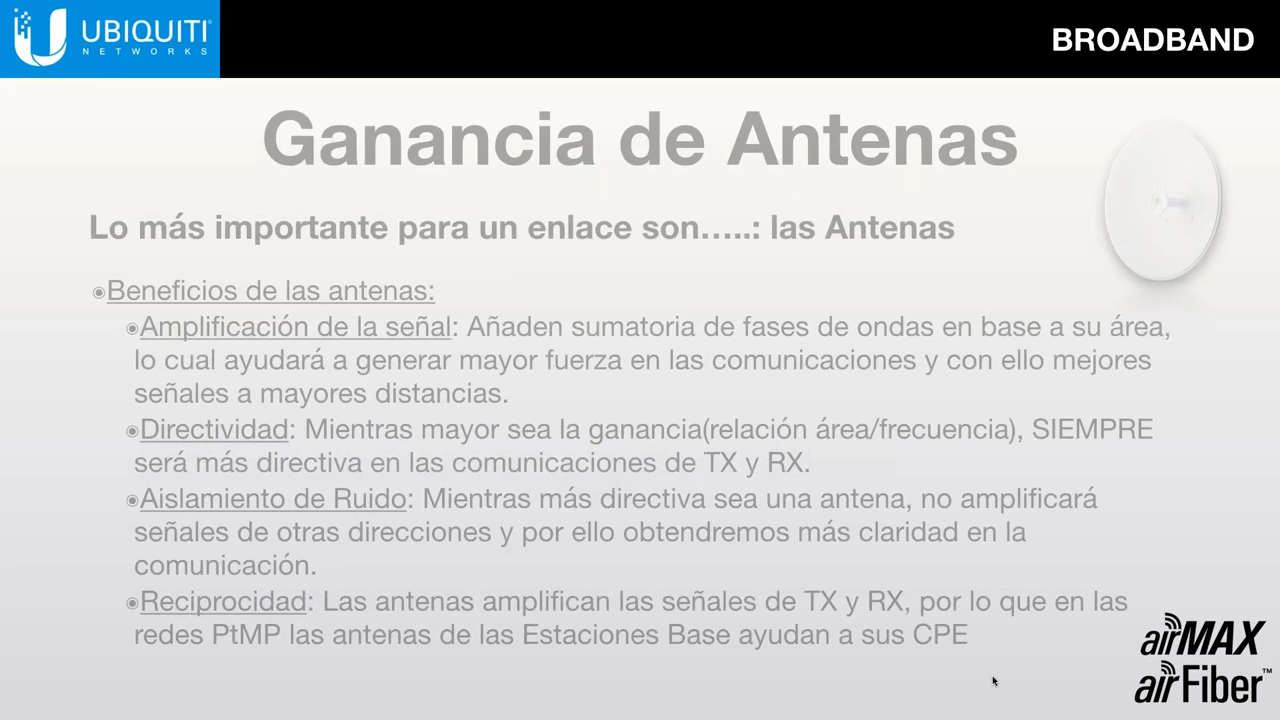 UBIQUITI
NETWORKS
BROADBAND
Ganancia de Antenas
Lo más importante para un enlace son…..: las Antenas
Beneficios de las antenas:
Amplificación de la señal: Añaden sumatoria de fases de ondas en base a su área,
lo cual ayudará a generar mayor fuerza en las comunicaciones y con ello mejores
señales a mayores distancias.
Directividad: Mientras mayor sea la ganancia(relación área/frecuencia), SIEMPRE
será más directiva en las comunicaciones de TX y RX.
Aislamiento de Ruido: Mientras más directiva sea una antena, no amplificará
señales de otras direcciones y por ello obtendremos más claridad en la
comunicación.
Reciprocidad: Las antenas amplifican las señales de TX y RX, por lo que en las
redes PtMP las antenas de las Estaciones Base ayudan a sus CPE
airMAX
airFiber™